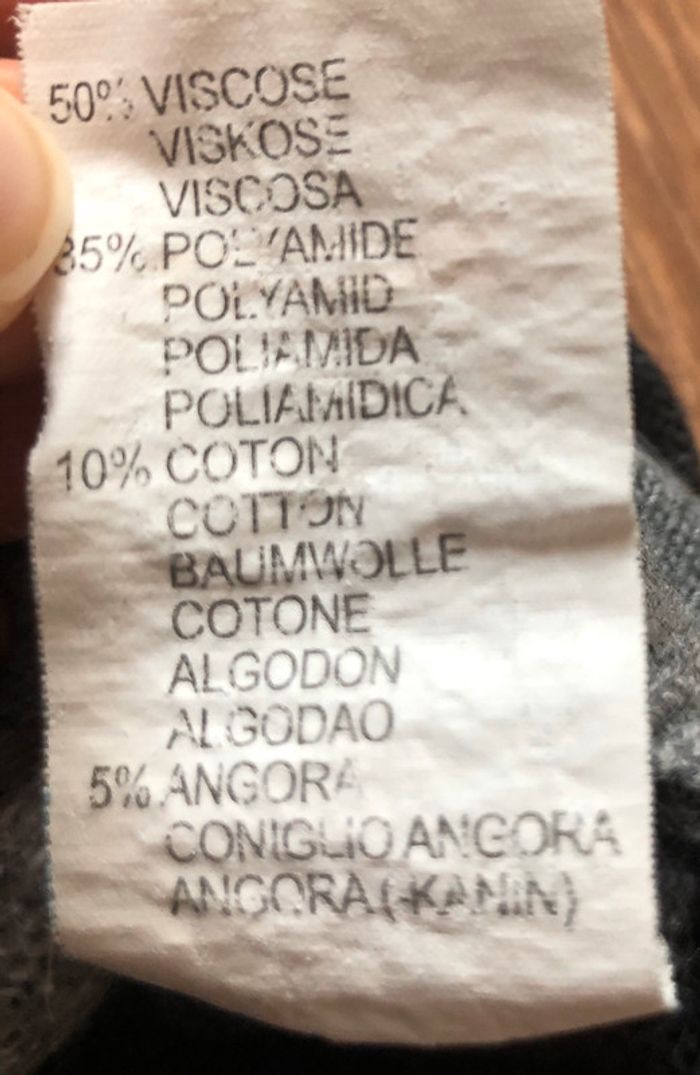 50% VISCOSE
VISKOSE
VISCOSA
35% POLYAMIDE
POLYAMID
POLIAMIDA
POLIAMIDICA
10% COTON
COTTON
BAUMWOLLE
COTONE
ALGODON
ALGODAO
5% ANGORA
CONIGLIO ANGORA
ANGORA (-KANIN)